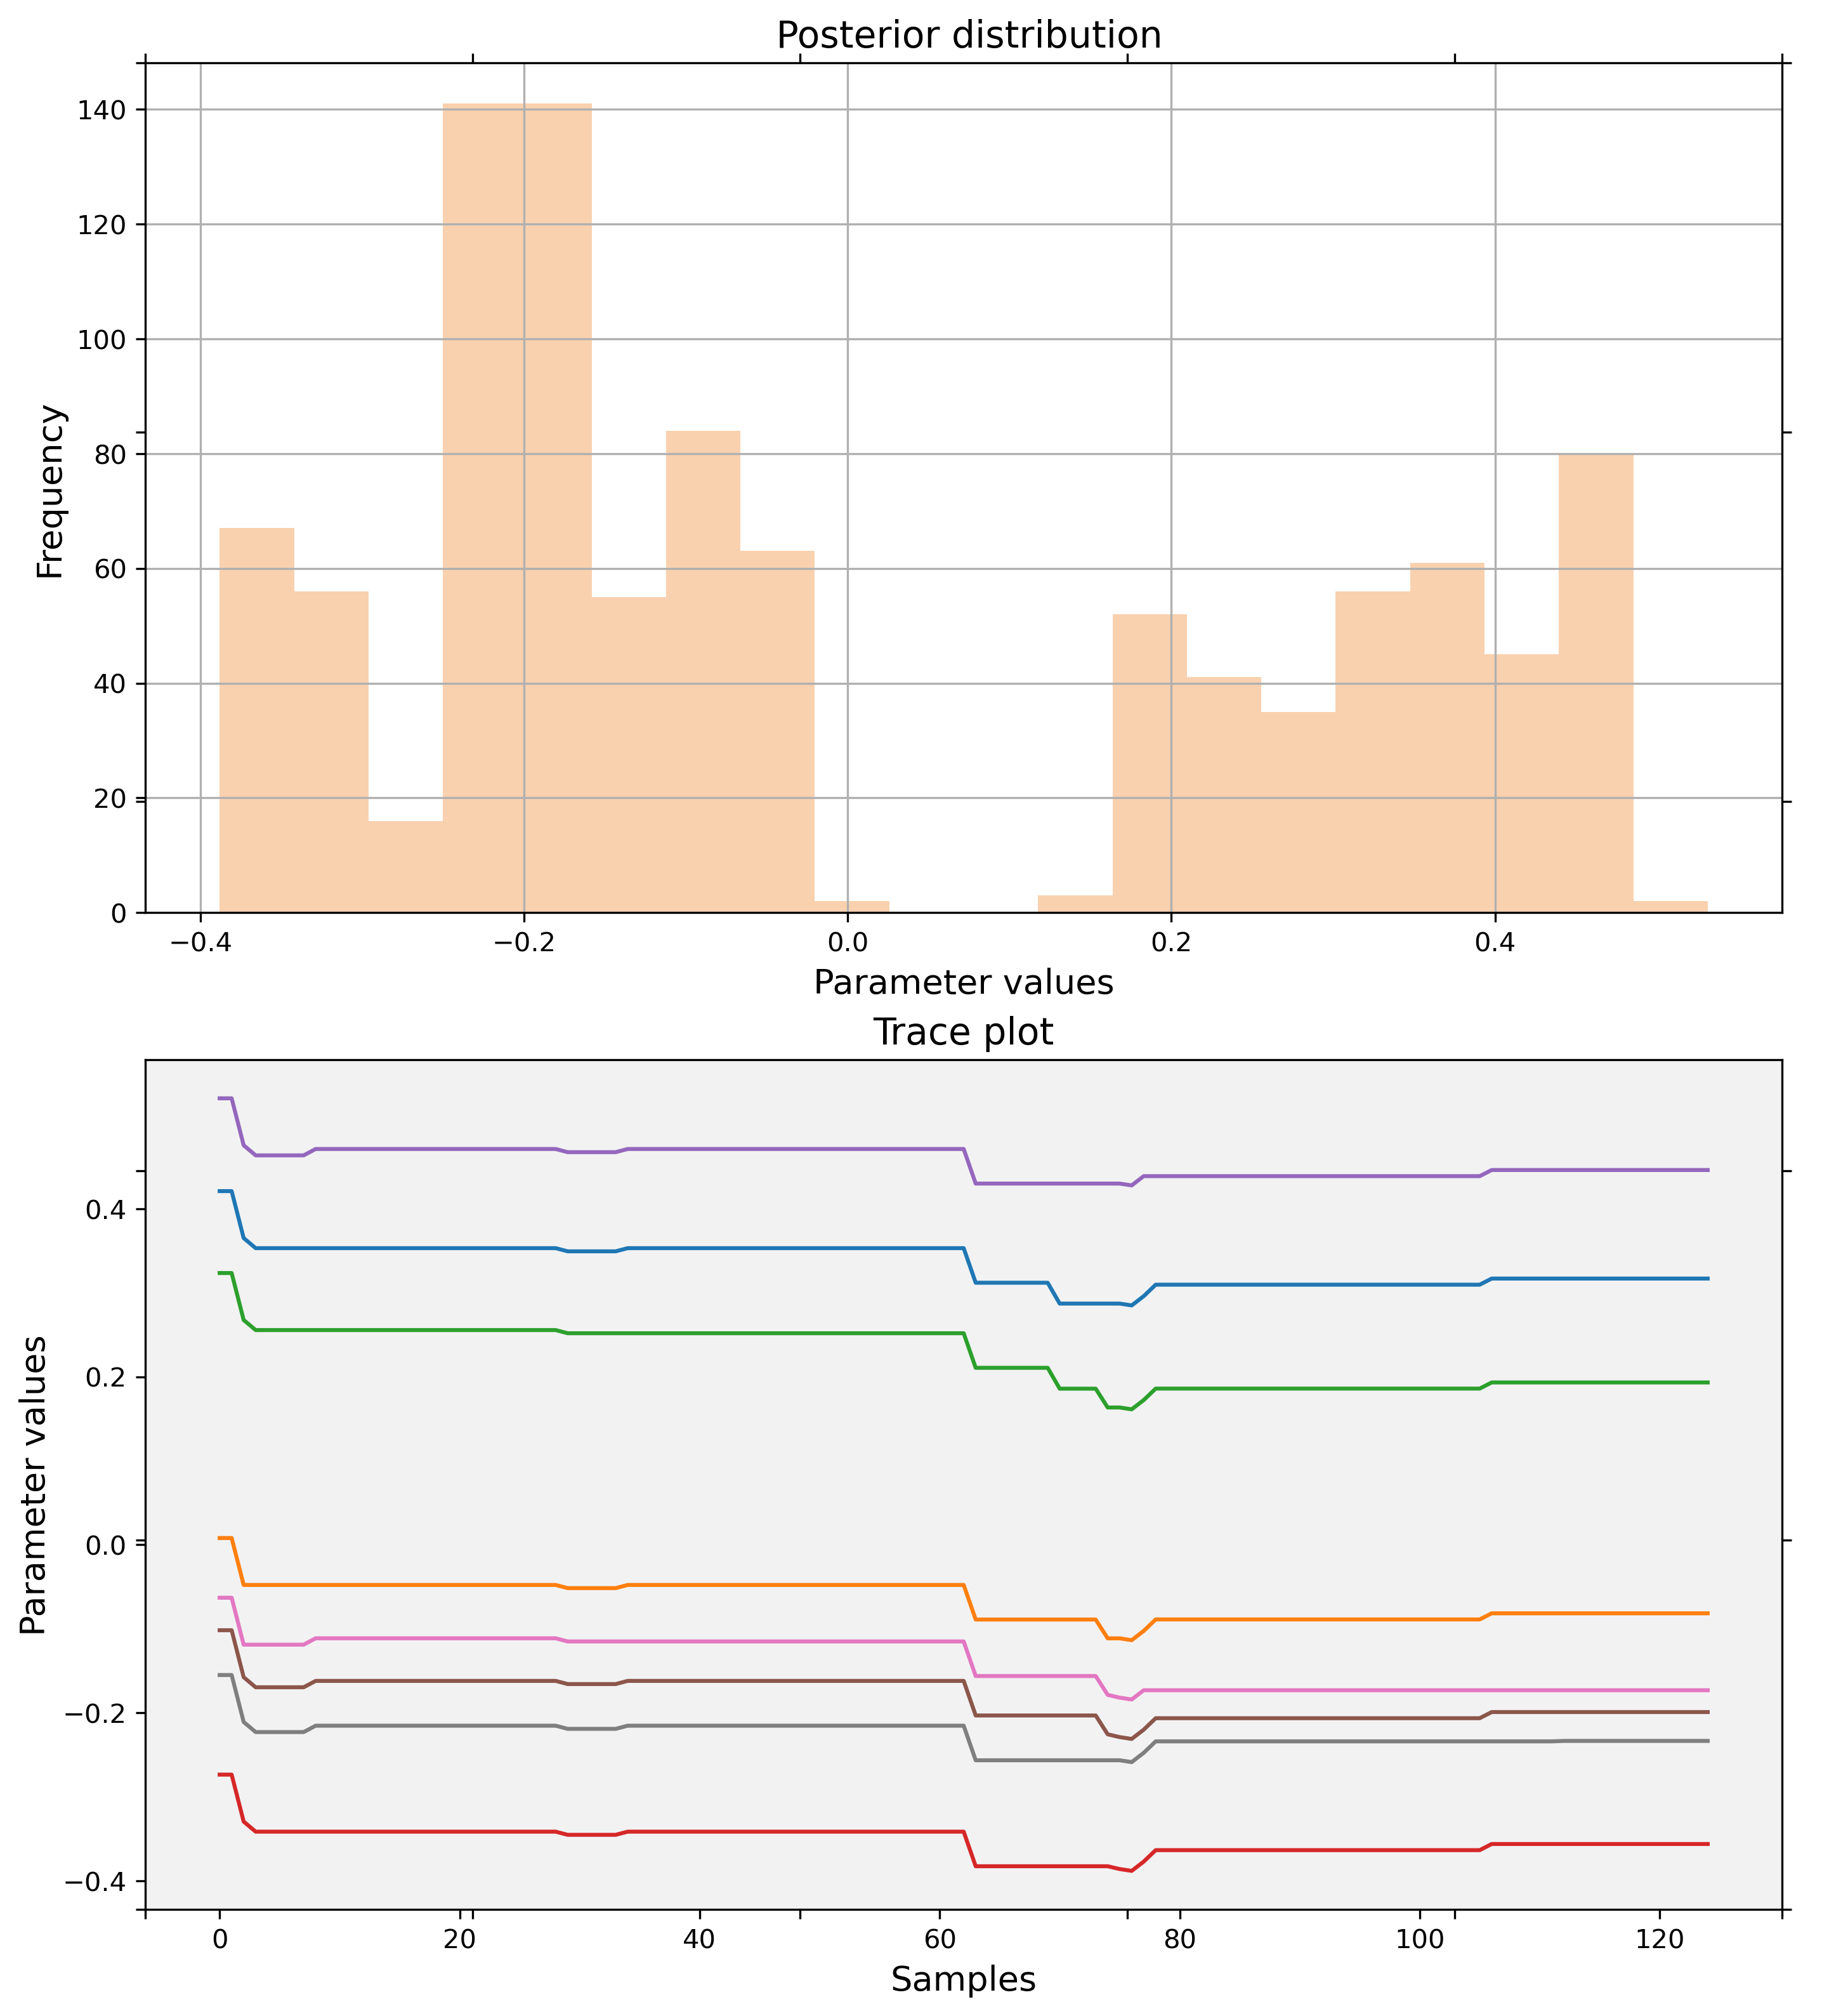 Posterior distribution
140
120
100
80
60
40
20
0
Frequency
−0.4 −0.2 0.0 0.2 0.4
Parameter values
Trace plot
0.4
0.2
0.0
−0.2
−0.4
Parameter values
0 20 40 60 80 100 120
Samples